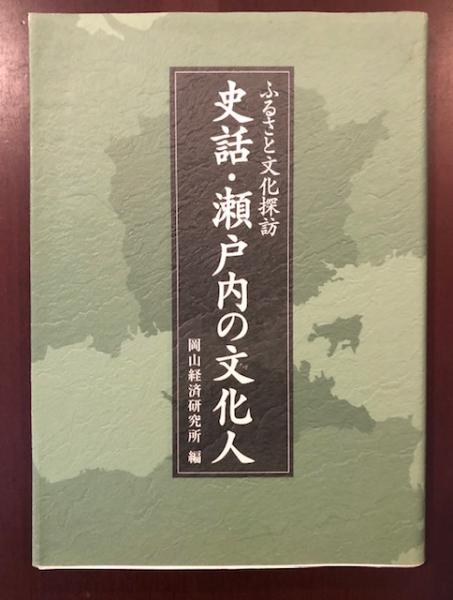 ふるさと文化探訪
史話・瀬戸内の文化人
岡山経済研究所 編